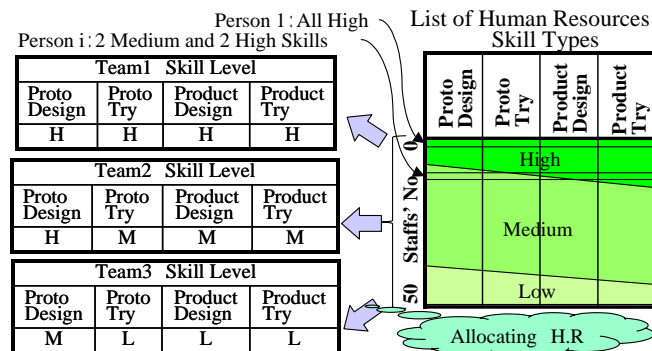 Person 1:All High
List of Human Resources
Person i:2 Medium and 2 High Skills
Skill Types
Team1 Skill Level
Proto Design
Proto Try
Product Design
Product Try
H H H H
Team2 Skill Level
Proto Design
Proto Try
Product Design
Product Try
H M M M
Team3 Skill Level
Proto Design
Proto Try
Product Design
Product Try
M L L L
Proto Design
Proto Try
Product Design
Product Try
0
Staffs' No
50
High
Medium
Low
Allocating H.R